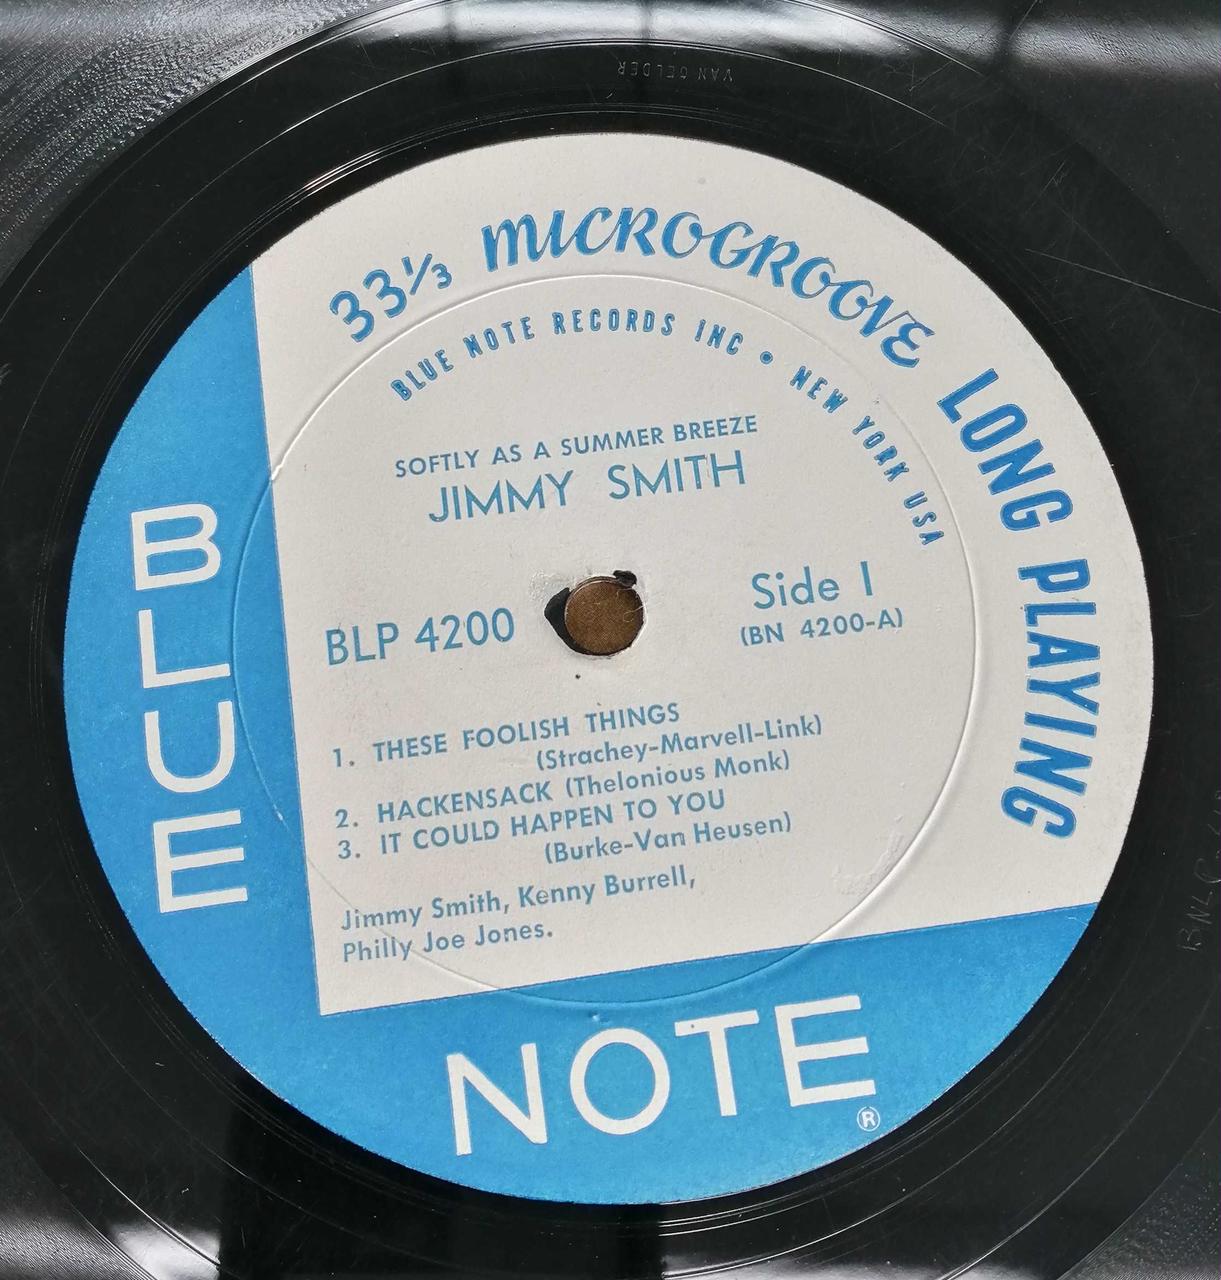 VAN GELDER
33⅓ MICROGROOVE LONG PLAYING
BLUE NOTE RECORDS INC • NEW YORK USA
SOFTLY AS A SUMMER BREEZE
JIMMY SMITH
BLP 4200
Side 1
(BN 4200-A)
1. THESE FOOLISH THINGS
(Strachey-Marvell-Link)
2. HACKENSACK (Thelonious Monk)
3. IT COULD HAPPEN TO YOU
(Burke-Van Heusen)
Jimmy Smith, Kenny Burrell,
Philly Joe Jones.
BLUE
NOTE
®